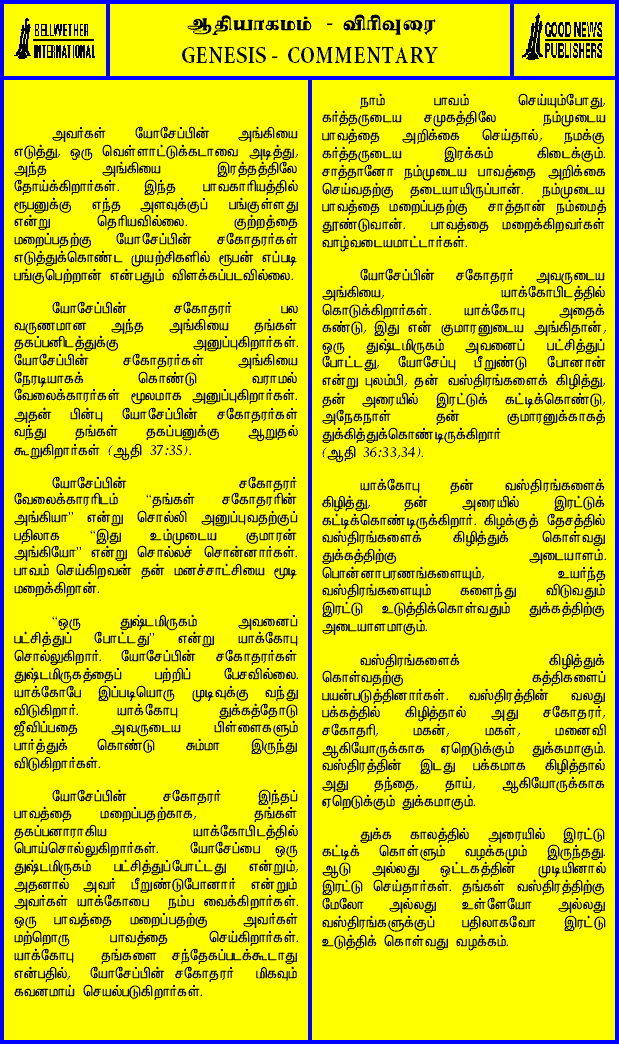 BELLWETHER
INTERNATIONAL
ஆதியாகமம் - விரிவுரை
GENESIS - COMMENTARY
GOOD NEWS
PUBLISHERS
அவர்கள் யோசேப்பின் அங்கியை
எடுத்து, ஒரு வெள்ளாட்டுக்கடாவை அடித்து,
அந்த அங்கியை இரத்தத்திலே
தோய்க்கிறார்கள். இந்த பாவகாரியத்தில்
ரூபனுக்கு எந்த அளவுக்குப் பங்குள்ளது
என்று தெரியவில்லை. குற்றத்தை
மறைப்பதற்கு யோசேப்பின் சகோதரர்கள்
எடுத்துக்கொண்ட முயற்சிகளில் ரூபன் எப்படி
பங்குபெற்றான் என்பதும் விளக்கப்படவில்லை.
யோசேப்பின் சகோதரர் பல
வருணமான அந்த அங்கியை தங்கள்
தகப்பனிடத்துக்கு அனுப்புகிறார்கள்.
யோசேப்பின் சகோதரர்கள் அங்கியை
நேரடியாகக் கொண்டு வராமல்
வேலைக்காரர்கள் மூலமாக அனுப்புகிறார்கள்.
அதன் பின்பு யோசேப்பின் சகோதரர்கள்
வந்து தங்கள் தகப்பனுக்கு ஆறுதல்
கூறுகிறார்கள் (ஆதி 37:35).
யோசேப்பின் சகோதரர்
வேலைக்காரரிடம் “தங்கள் சகோதரரின்
அங்கியா” என்று சொல்லி அனுப்புவதற்குப்
பதிலாக “இது உம்முடைய குமாரன்
அங்கியோ” என்று சொல்லச் சொன்னார்கள்.
பாவம் செய்கிறவன் தன் மனச்சாட்சியை மூடி
மறைக்கிறான்.
“ஒரு துஷ்டமிருகம் அவனைப்
பட்சித்துப் போட்டது” என்று யாக்கோபு
சொல்லுகிறார். யோசேப்பின் சகோதரர்கள்
துஷ்டமிருகத்தைப் பற்றிப் பேசவில்லை.
யாக்கோபே இப்படியொரு முடிவுக்கு வந்து
விடுகிறார். யாக்கோபு துக்கத்தோடு
ஜீவிப்பதை அவருடைய பிள்ளைகளும்
பார்த்துக் கொண்டு சும்மா இருந்து
விடுகிறார்கள்.
யோசேப்பின் சகோதரர் இந்தப்
பாவத்தை மறைப்பதற்காக, தங்கள்
தகப்பனாராகிய யாக்கோபிடத்தில்
பொய்சொல்லுகிறார்கள். யோசேப்பை ஒரு
துஷ்டமிருகம் பட்சித்துப்போட்டது என்றும்,
அதனால் அவர் பீறுண்டுபோனார் என்றும்
அவர்கள் யாக்கோபை நம்ப வைக்கிறார்கள்.
ஒரு பாவத்தை மறைப்பதற்கு அவர்கள்
மற்றொரு பாவத்தை செய்கிறார்கள்.
யாக்கோபு தங்களை சந்தேகப்படக்கூடாது
என்பதில், யோசேப்பின் சகோதரர் மிகவும்
கவனமாய் செயல்படுகிறார்கள்.
நாம் பாவம் செய்யும்போது,
கர்த்தருடைய சமுகத்திலே நம்முடைய
பாவத்தை அறிக்கை செய்தால், நமக்கு
கர்த்தருடைய இரக்கம் கிடைக்கும்.
சாத்தானோ நம்முடைய பாவத்தை அறிக்கை
செய்வதற்கு தடையாயிருப்பான். நம்முடைய
பாவத்தை மறைப்பதற்கு சாத்தான் நம்மைத்
தூண்டுவான். பாவத்தை மறைக்கிறவர்கள்
வாழ்வடையமாட்டார்கள்.
யோசேப்பின் சகோதரர் அவருடைய
அங்கியை, யாக்கோபிடத்தில்
கொடுக்கிறார்கள். யாக்கோபு அதைக்
கண்டு, இது என் குமாரனுடைய அங்கிதான்,
ஒரு துஷ்டமிருகம் அவனைப் பட்சித்துப்
போட்டது, யோசேப்பு பீறுண்டு போனான்
என்று புலம்பி, தன் வஸ்திரங்களைக் கிழித்து,
தன் அரையில் இரட்டுக் கட்டிக்கொண்டு,
அநேகநாள் தன் குமாரனுக்காகத்
துக்கித்துக்கொண்டிருக்கிறார்
(ஆதி 36:33,34).
யாக்கோபு தன் வஸ்திரங்களைக்
கிழித்து, தன் அரையில் இரட்டுக்
கட்டிக்கொண்டிருக்கிறார். கிழக்குத் தேசத்தில்
வஸ்திரங்களைக் கிழித்துக் கொள்வது
துக்கத்திற்கு அடையாளம்.
பொன்னாபரணங்களையும், உயர்ந்த
வஸ்திரங்களையும் களைந்து விடுவதும்
இரட்டு உடுத்திக்கொள்வதும் துக்கத்திற்கு
அடையாளமாகும்.
வஸ்திரங்களைக் கிழித்துக்
கொள்வதற்கு கத்திகளைப்
பயன்படுத்தினார்கள். வஸ்திரத்தின் வலது
பக்கத்தில் கிழித்தால் அது சகோதரர்,
சகோதரி, மகன், மகள், மனைவி
ஆகியோருக்காக ஏறெடுக்கும் துக்கமாகும்.
வஸ்திரத்தின் இடது பக்கமாக கிழித்தால்
அது தந்தை, தாய், ஆகியோருக்காக
ஏறெடுக்கும் துக்கமாகும்.
துக்க காலத்தில் அரையில் இரட்டு
கட்டிக் கொள்ளும் வழக்கமும் இருந்தது.
ஆடு அல்லது ஒட்டகத்தின் முடியினால்
இரட்டு செய்தார்கள். தங்கள் வஸ்திரத்திற்கு
மேலோ அல்லது உள்ளேயோ அல்லது
வஸ்திரங்களுக்குப் பதிலாகவோ இரட்டு
உடுத்திக் கொள்வது வழக்கம்.